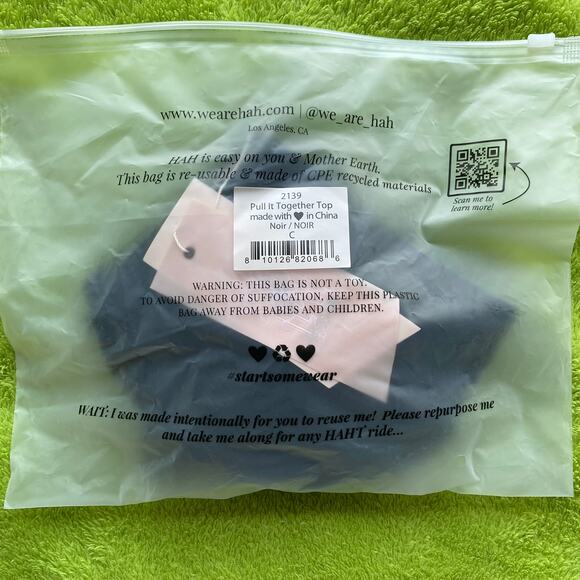 www.wearehah.com | @we_are_hah
Los Angeles, CA
HAH is easy on you & Mother Earth.
This bag is re-usable & made of CPE recycled materials
Scan me to
learn more!
2139
Pull It Together Top
made with ♥ in China
Noir / NOIR
C
8 10126 82068 6
WARNING: THIS BAG IS NOT A TOY.
TO AVOID DANGER OF SUFFOCATION, KEEP THIS PLASTIC
BAG AWAY FROM BABIES AND CHILDREN.
#startsomewear
WAIT: I was made intentionally for you to reuse me! Please repurpose me
and take me along for any HAHT ride...